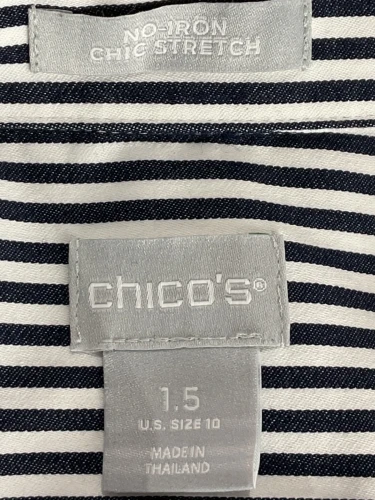 NO-IRON
CHIC STRETCH
chico's®
1.5
U.S. SIZE 10
MADE IN
THAILAND